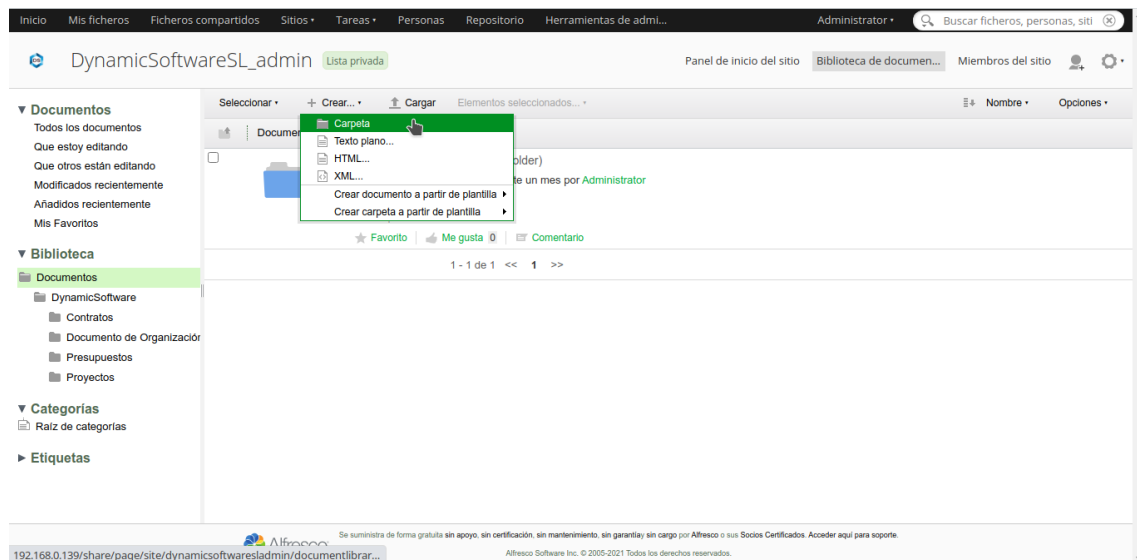 Inicio Mis ficheros Ficheros compartidos Sitios Tareas Personas Repositorio Herramientas de admi... Administrator Buscar ficheros, personas, siti
DynamicSoftwareSL_admin Lista privada Panel de inicio del sitio Biblioteca de documen... Miembros del sitio
Seleccionar + Crear... Cargar Elementos seleccionados... Nombre Opciones
Documentos
Todos los documentos
Que estoy editando
Que otros están editando
Modificados recientemente
Añadidos recientemente
Mis Favoritos
Biblioteca
Documentos
DynamicSoftware
Contratos
Documento de Organización
Presupuestos
Proyectos
Categorías
Raíz de categorías
Etiquetas
Carpeta
Texto plano...
HTML...
XML...
Crear documento a partir de plantilla
Crear carpeta a partir de plantilla
un mes por Administrator
Favorito Me gusta 0 Comentario
1 - 1 de 1 << 1 >>
Se suministra de forma gratuita sin apoyo, sin certificación, sin mantenimiento, sin garantíay sin cargo por Alfresco o sus Socios Certificados. Acceder aquí para soporte.
Alfresco Software Inc. © 2005-2021 Todos los derechos reservados.
192.168.0.139/share/page/site/dynamicsoftwaresladmin/documentlibrar...